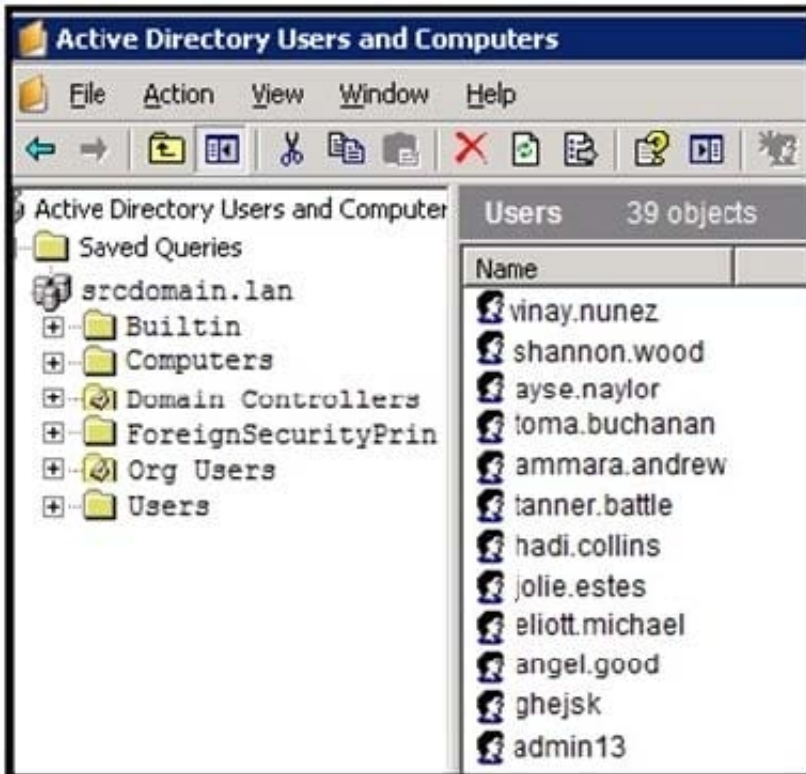 Active Directory Users and Computers
File Action View Window Help
Active Directory Users and Computer
Saved Queries
srcdomain.lan
Builtin
Computers
Domain Controllers
ForeignSecurityPrin
Org Users
Users
Users 39 objects
Name
vinay.nunez
shannon.wood
ayse.naylor
toma.buchanan
ammara.andrew
tanner.battle
hadi.collins
jolie.estes
eliott.michael
angel.good
ghejsk
admin13